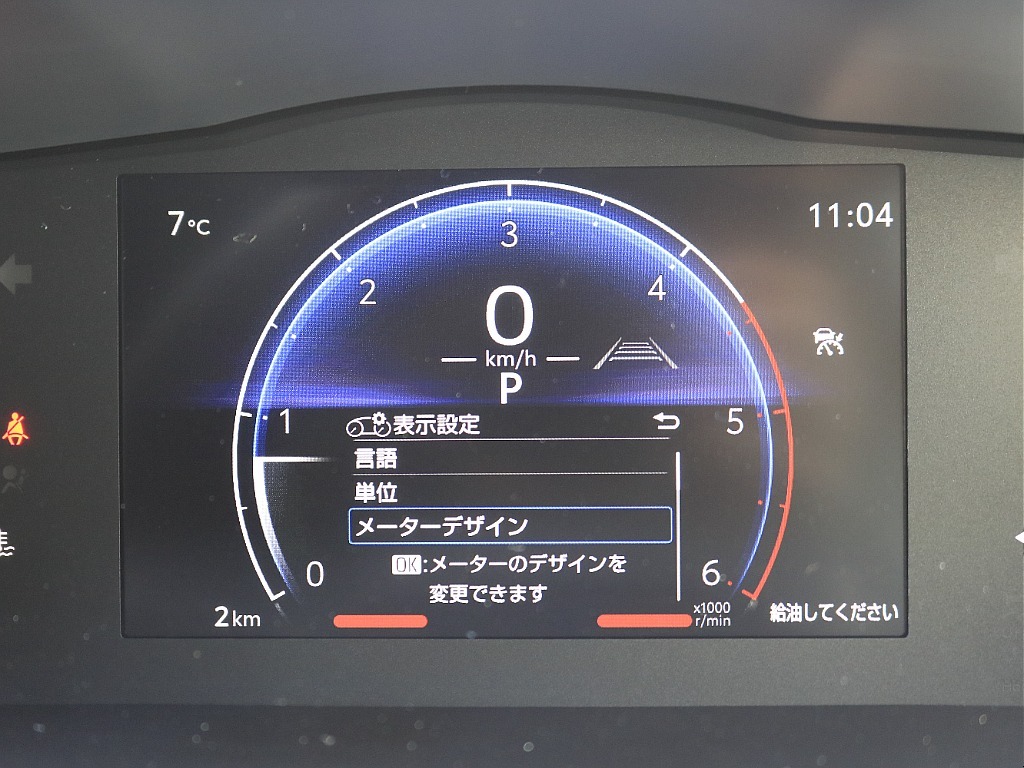 7℃
11:04
3
2
4
0
km/h
P
1
5
表示設定
言語
単位
メーターデザイン
OK:メーターのデザインを
変更できます
0
6
2km
x1000
r/min
給油してください